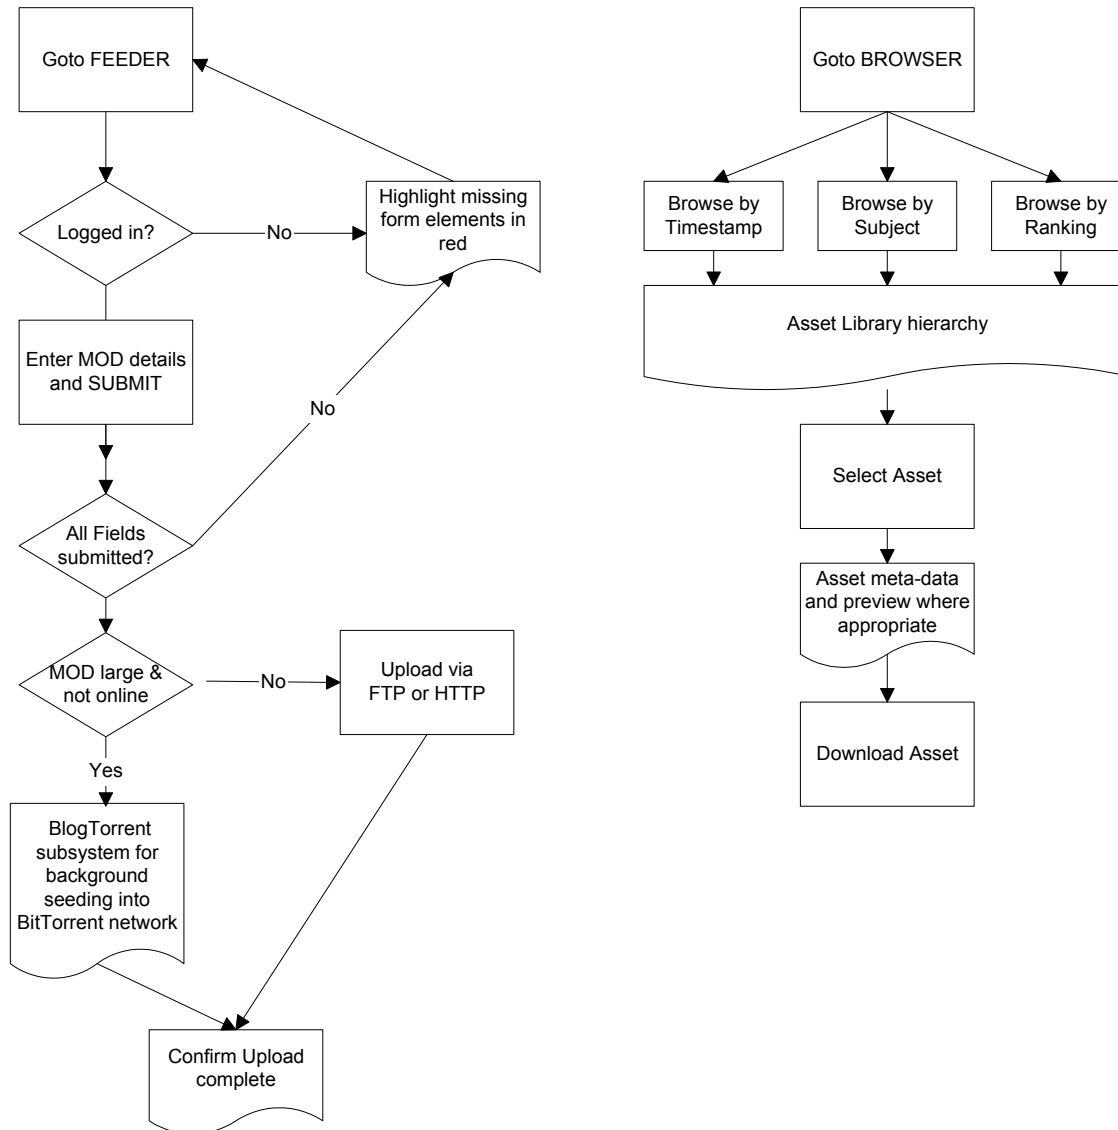 Goto FEEDER
Logged in?
No
Highlight missing
form elements in
red
Enter MOD details
and SUBMIT
No
All Fields
submitted?
MOD large &
not online
No
Upload via
FTP or HTTP
Yes
BlogTorrent
subsystem for
background
seeding into
BitTorrent network
Confirm Upload
complete
Goto BROWSER
Browse by
Timestamp
Browse by
Subject
Browse by
Ranking
Asset Library hierarchy
Select Asset
Asset meta-data
and preview where
appropriate
Download Asset